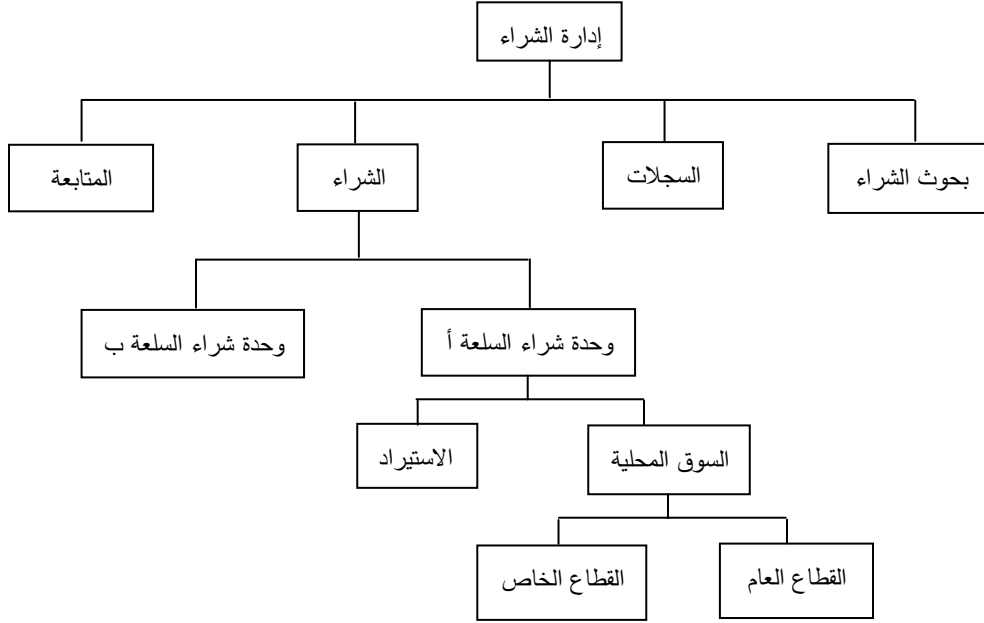 إدارة الشراء
بحوث الشراء
السجلات
الشراء
المتابعة
وحدة شراء السلعة أ
وحدة شراء السلعة ب
السوق المحلية
الاستيراد
القطاع العام
القطاع الخاص